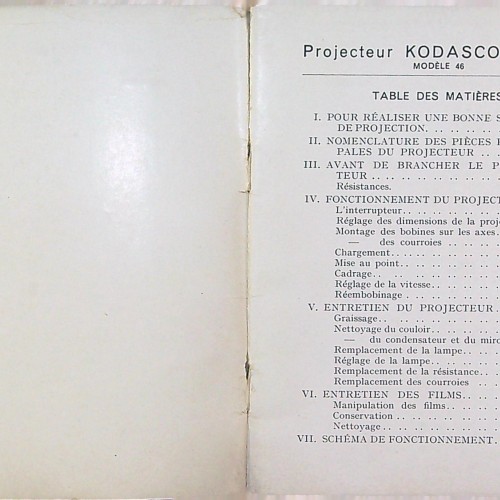 Projecteur KODASCO
MODÈLE 46
TABLE DES MATIÈRES
I. POUR RÉALISER UNE BONNE S
DE PROJECTION. .. .. .. .. ..
II. NOMENCLATURE DES PIÈCES
PALES DU PROJECTEUR .. ..
III. AVANT DE BRANCHER LE P
TEUR .. .. .. .. .. .. .. .. ..
Résistances.
IV. FONCTIONNEMENT DU PROJECT
L'interrupteur.. .. .. .. .. .. ..
Réglage des dimensions de la proje
Montage des bobines sur les axes.
— des courroies .. .. .. ..
Chargement.. .. .. .. .. .. .. ..
Mise au point.. .. .. .. .. .. ..
Cadrage.. .. .. .. .. .. .. .. ..
Réglage de la vitesse.. .. .. .. ..
Réembobinage .. .. .. .. .. .. ..
V. ENTRETIEN DU PROJECTEUR..
Graissage.. .. .. .. .. .. .. .. ..
Nettoyage du couloir.. .. .. .. ..
— du condensateur et du miro
Remplacement de la lampe.. .. ..
Réglage de la lampe.. .. .. .. ..
Remplacement de la résistance.. ..
Remplacement des courroies .. ..
VI. ENTRETIEN DES FILMS.. .. ..
Manipulation des films.. .. .. ..
Conservation .. .. .. .. .. .. ..
Nettoyage .. .. .. .. .. .. .. ..
VII. SCHÉMA DE FONCTIONNEMENT.